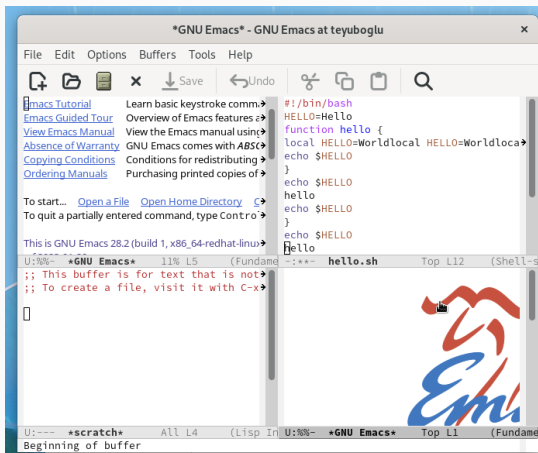 *GNU Emacs* - GNU Emacs at teyuboglu
File Edit Options Buffers Tools Help
Save Undo
Emacs Tutorial Learn basic keystroke comm
Emacs Guided Tour Overview of Emacs features a
View Emacs Manual View the Emacs manual using
Absence of Warranty GNU Emacs comes with ABSO
Copying Conditions Conditions for redistributing
Ordering Manuals Purchasing printed copies of
To start... Open a File Open Home Directory C
To quit a partially entered command, type Contro
This is GNU Emacs 28.2 (build 1, x86_64-redhat-linux
U:%%- *GNU Emacs* 11% L5 (Fundame
#!/bin/bash
HELLO=Hello
function hello {
local HELLO=Worldlocal HELLO=Worldloca
echo $HELLO
}
echo $HELLO
hello
echo $HELLO
}
echo $HELLO
hello
-:**- hello.sh Top L12 (Shell-s
;; This buffer is for text that is not
;; To create a file, visit it with C-x
U:--- *scratch* All L4 (Lisp In
Em
U:%%- *GNU Emacs* Top L1 (Fundame
Beginning of buffer